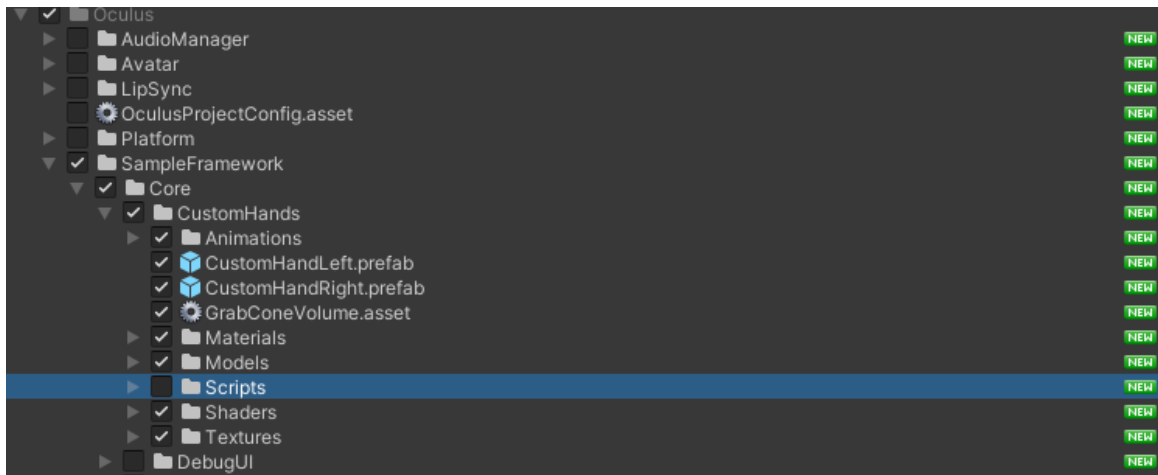 Oculus
AudioManager NEW
Avatar NEW
LipSync NEW
OculusProjectConfig.asset NEW
Platform NEW
SampleFramework NEW
Core NEW
CustomHands NEW
Animations NEW
CustomHandLeft.prefab NEW
CustomHandRight.prefab NEW
GrabConeVolume.asset NEW
Materials NEW
Models NEW
Scripts NEW
Shaders NEW
Textures NEW
DebugUI NEW